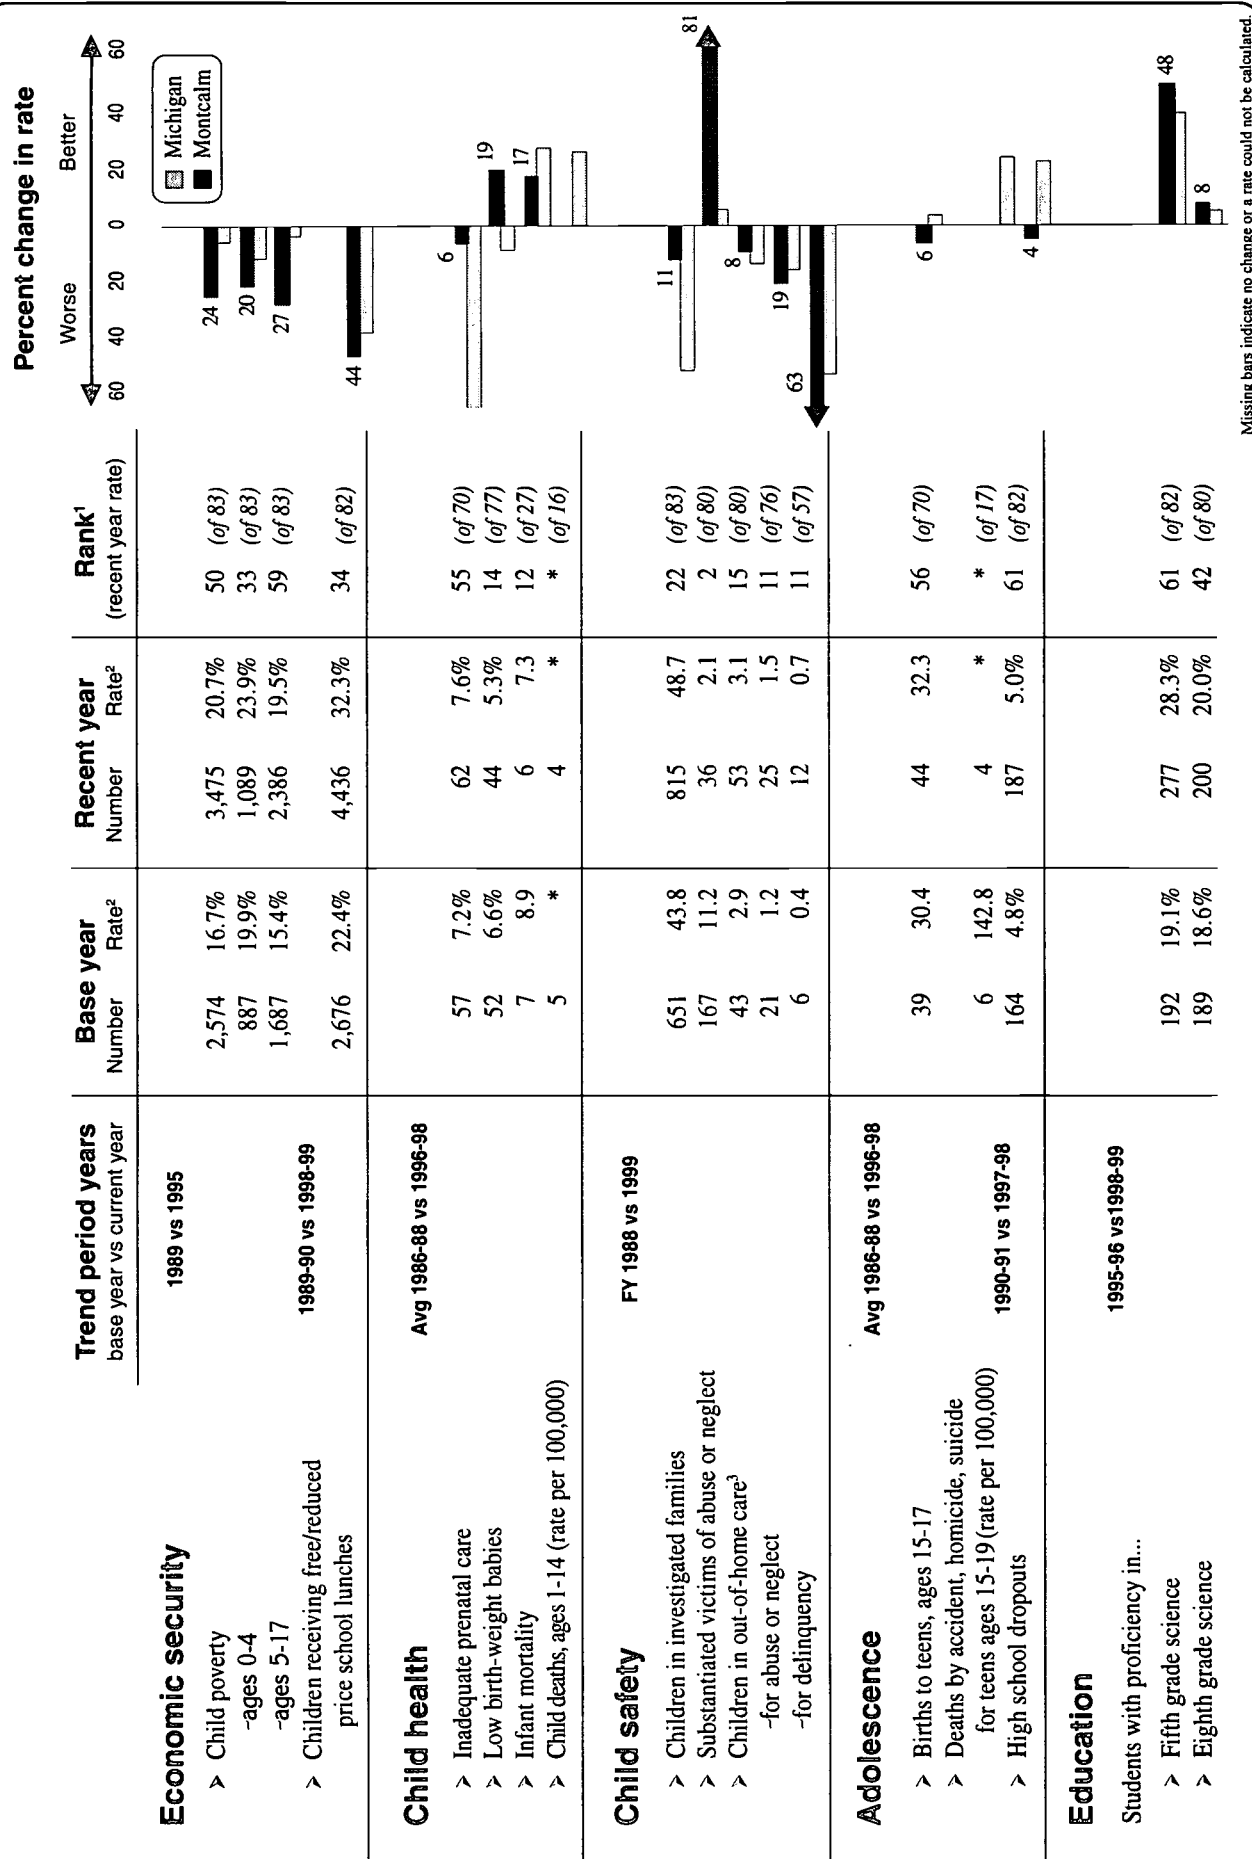 Percent change in rate
Trend period years Base year Recent year Rank¹ Worse Better
base year vs current year Number Rate² Number Rate² (recent year rate) 60 40 20 0 20 40 60
Economic security
1989 vs 1995
Michigan
Montcalm
➤ Child poverty 2,574 16.7% 3,475 20.7% 50 (of 83) 24
-ages 0-4 887 19.9% 1,089 23.9% 33 (of 83) 20
-ages 5-17 1,687 15.4% 2,386 19.5% 59 (of 83) 27
➤ Children receiving free/reduced 1989-90 vs 1998-99
price school lunches 2,676 22.4% 4,436 32.3% 34 (of 82) 44
Child health Avg 1986-88 vs 1996-98
➤ Inadequate prenatal care 57 7.2% 62 7.6% 55 (of 70) 6
➤ Low birth-weight babies 52 6.6% 44 5.3% 14 (of 77) 19
➤ Infant mortality 7 8.9 6 7.3 12 (of 27) 17
➤ Child deaths, ages 1-14 (rate per 100,000) 5 * 4 * * (of 16)
Child safety FY 1988 vs 1999
➤ Children in investigated families 651 43.8 815 48.7 22 (of 83) 11
➤ Substantiated victims of abuse or neglect 167 11.2 36 2.1 2 (of 80) 81
➤ Children in out-of-home care³ 43 2.9 53 3.1 15 (of 80) 8
-for abuse or neglect 21 1.2 25 1.5 11 (of 76) 19
-for delinquency 6 0.4 12 0.7 11 (of 57) 63
Adolescence Avg 1986-88 vs 1996-98
➤ Births to teens, ages 15-17 39 30.4 44 32.3 56 (of 70) 6
➤ Deaths by accident, homicide, suicide
for teens ages 15-19 (rate per 100,000) 6 142.8 4 * * (of 17)
➤ High school dropouts 1990-91 vs 1997-98 164 4.8% 187 5.0% 61 (of 82) 4
Education
1995-96 vs1998-99
Students with proficiency in...
➤ Fifth grade science 192 19.1% 277 28.3% 61 (of 82) 48
➤ Eighth grade science 189 18.6% 200 20.0% 42 (of 80) 8
Missing bars indicate no change or a rate could not be calculated.